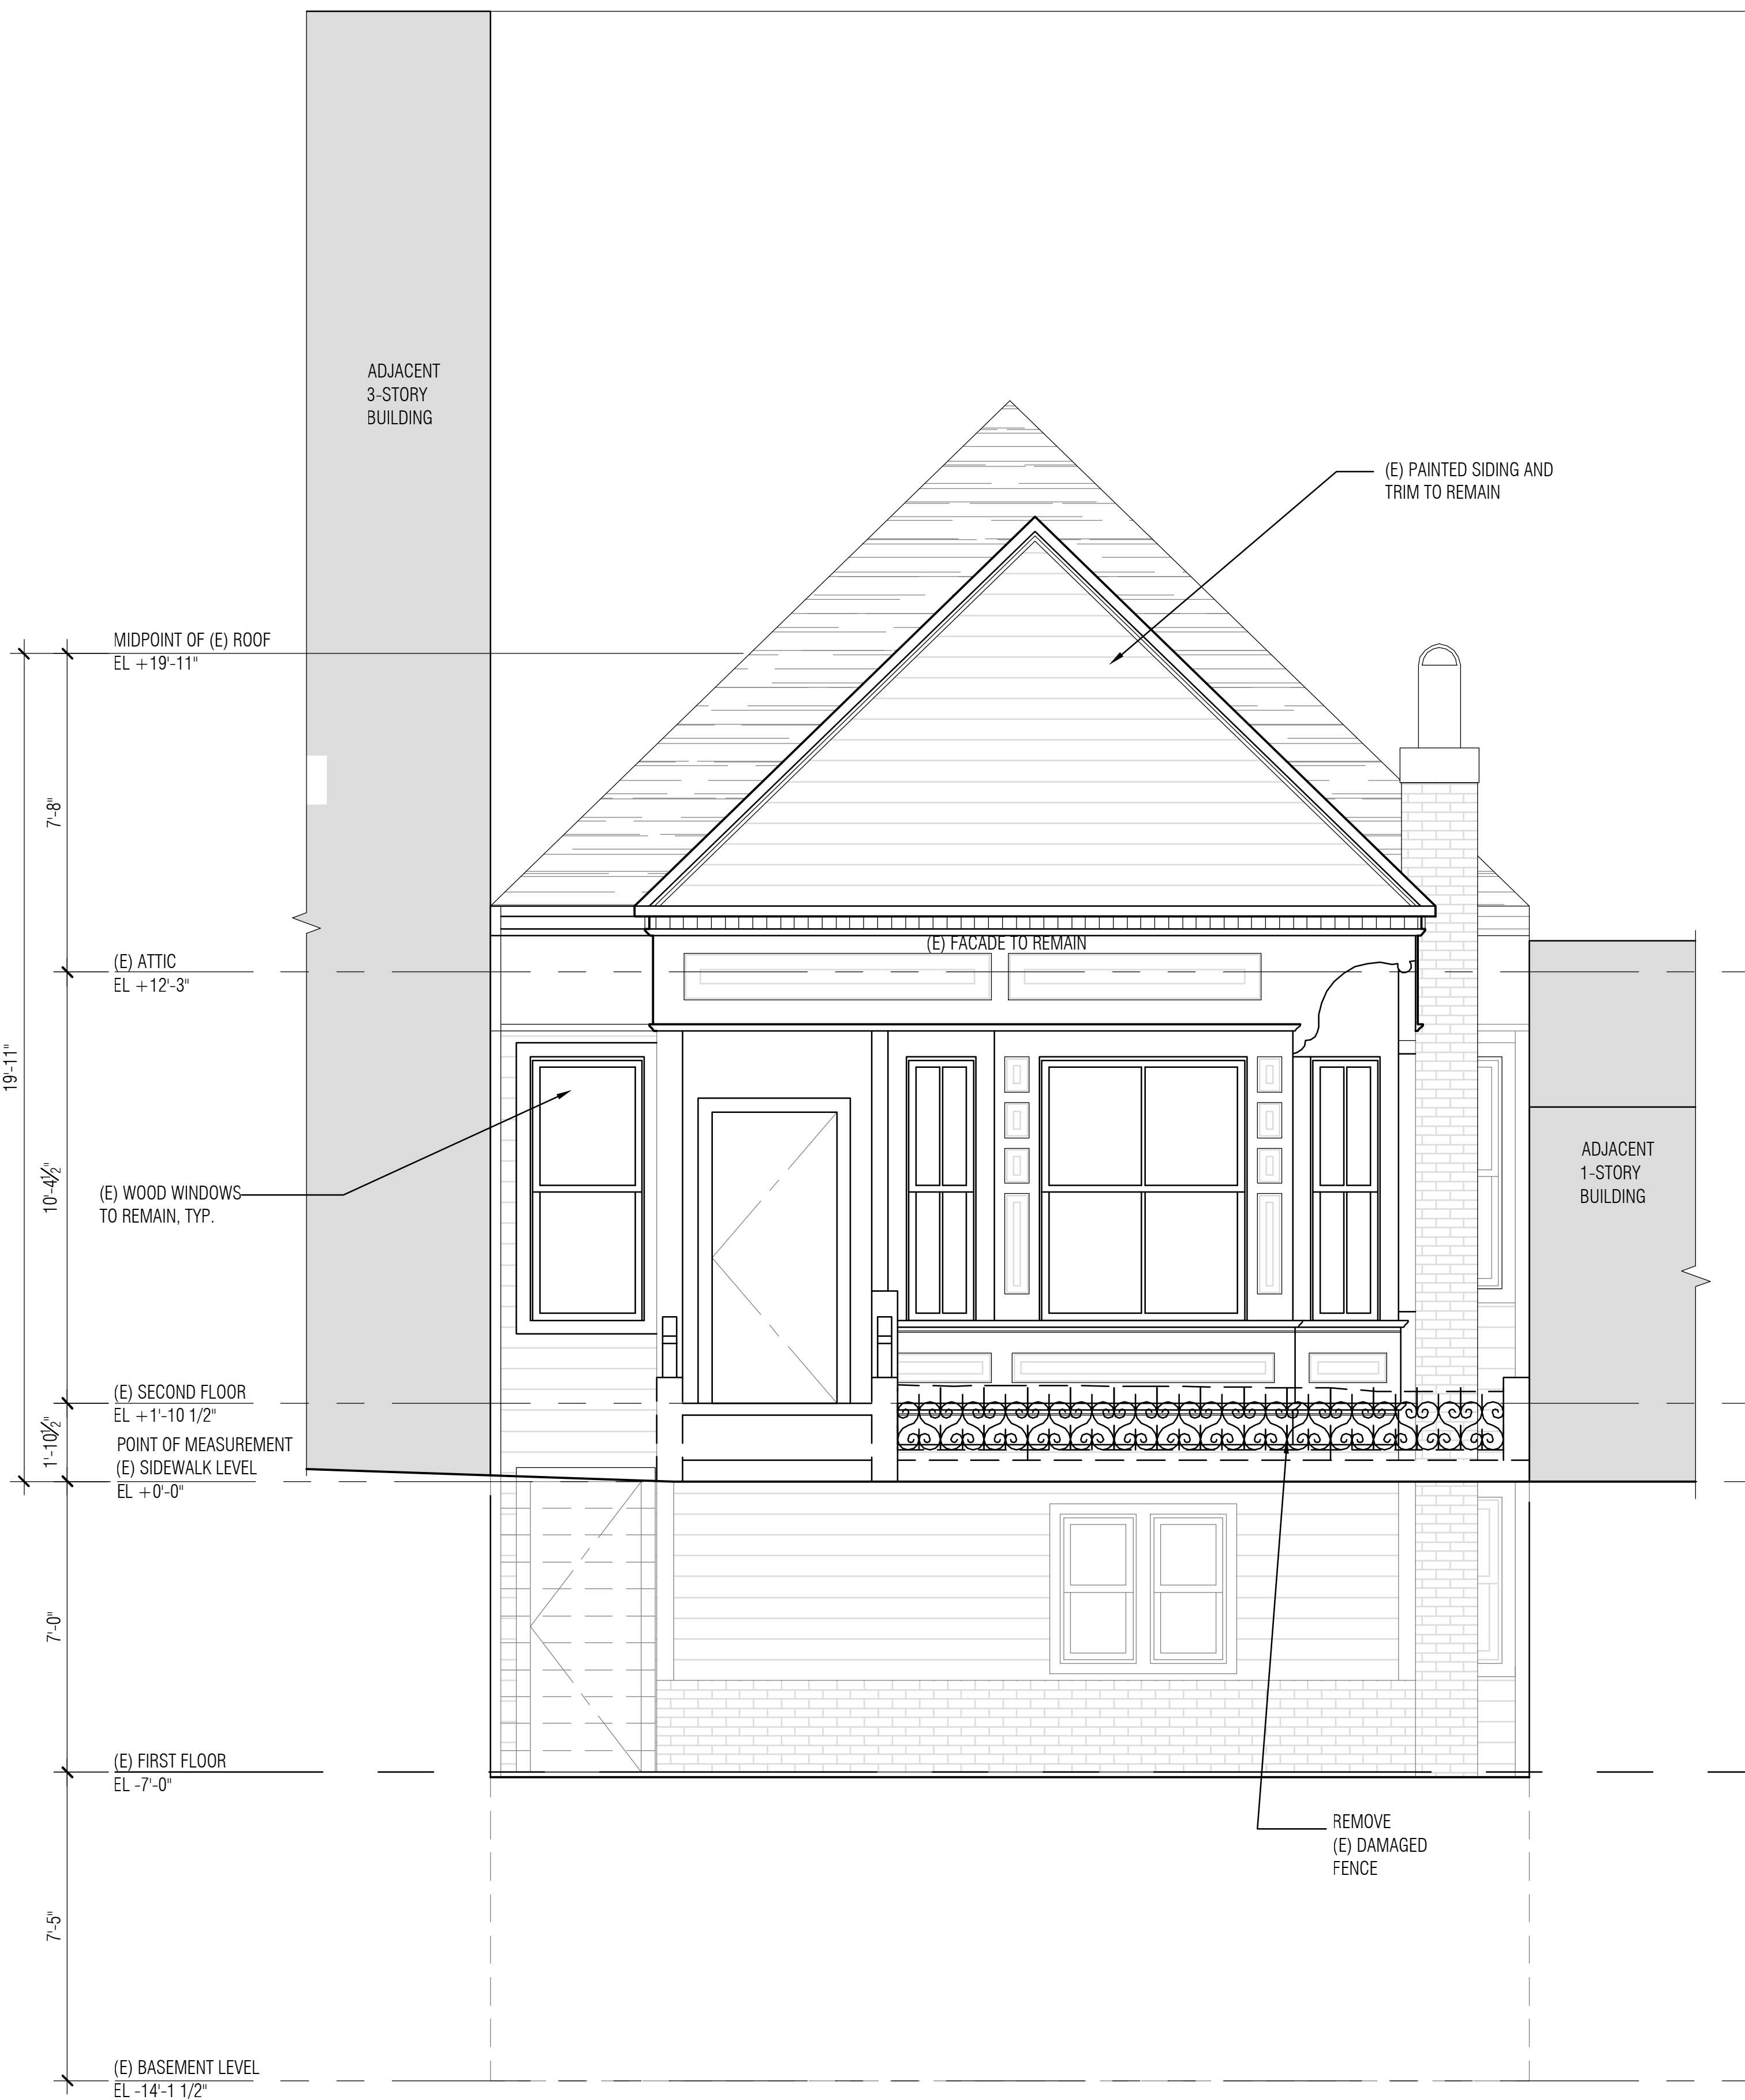 ADJACENT
3-STORY
BUILDING
(E) PAINTED SIDING AND
TRIM TO REMAIN
MIDPOINT OF (E) ROOF
EL +19'-11"
7'-8"
(E) FACADE TO REMAIN
(E) ATTIC
EL +12'-3"
19'-11"
10'-4½"
(E) WOOD WINDOWS
TO REMAIN, TYP.
ADJACENT
1-STORY
BUILDING
(E) SECOND FLOOR
EL +1'-10 1/2"
1'-10½"
POINT OF MEASUREMENT
(E) SIDEWALK LEVEL
EL +0'-0"
7'-0"
(E) FIRST FLOOR
EL -7'-0"
REMOVE
(E) DAMAGED
FENCE
7'-5"
(E) BASEMENT LEVEL
EL -14'-1 1/2"